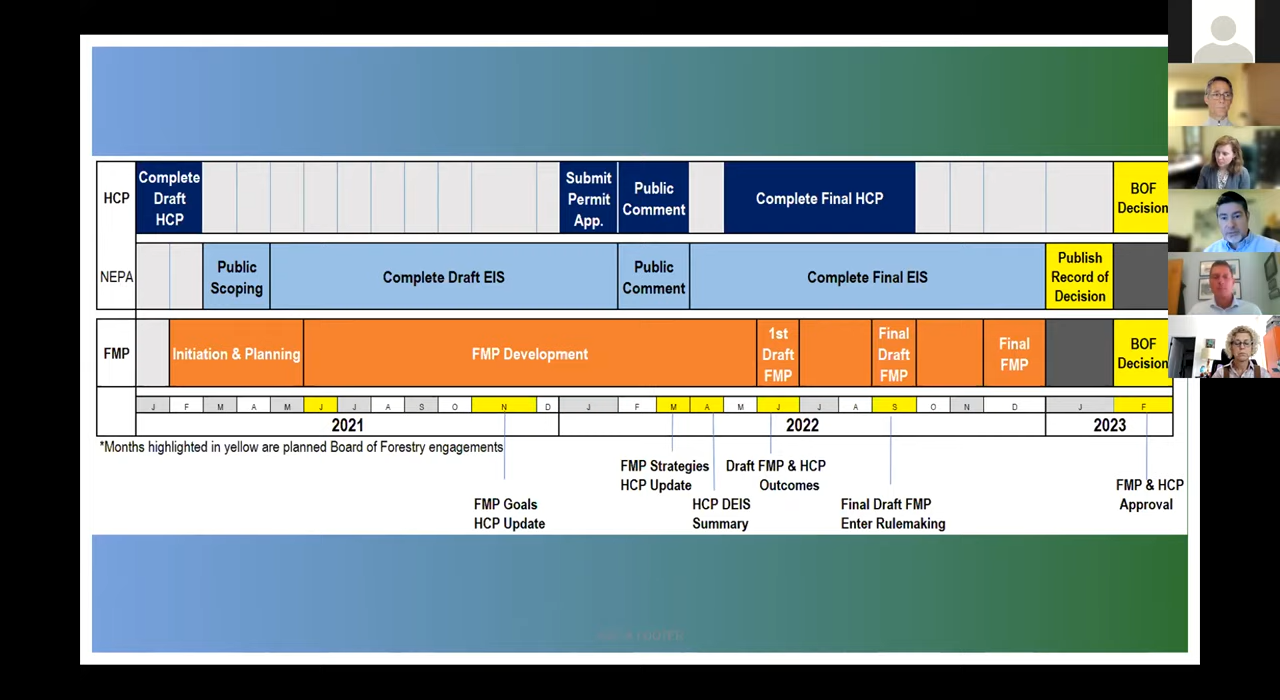 HCP
Complete
Draft
HCP
Submit
Permit
App.
Public
Comment
Complete Final HCP
BOF
Decision
NEPA
Public
Scoping
Complete Draft EIS
Public
Comment
Complete Final EIS
Publish
Record of
Decision
FMP
Initiation & Planning
FMP Development
1st
Draft
FMP
Final
Draft
FMP
Final
FMP
BOF
Decision
J F M A M J J A S O N D J F M A M J J A S O N D J F
2021 2022 2023
*Months highlighted in yellow are planned Board of Forestry engagements
FMP Strategies
HCP Update
Draft FMP & HCP
Outcomes
FMP & HCP
Approval
FMP Goals
HCP Update
HCP DEIS
Summary
Final Draft FMP
Enter Rulemaking